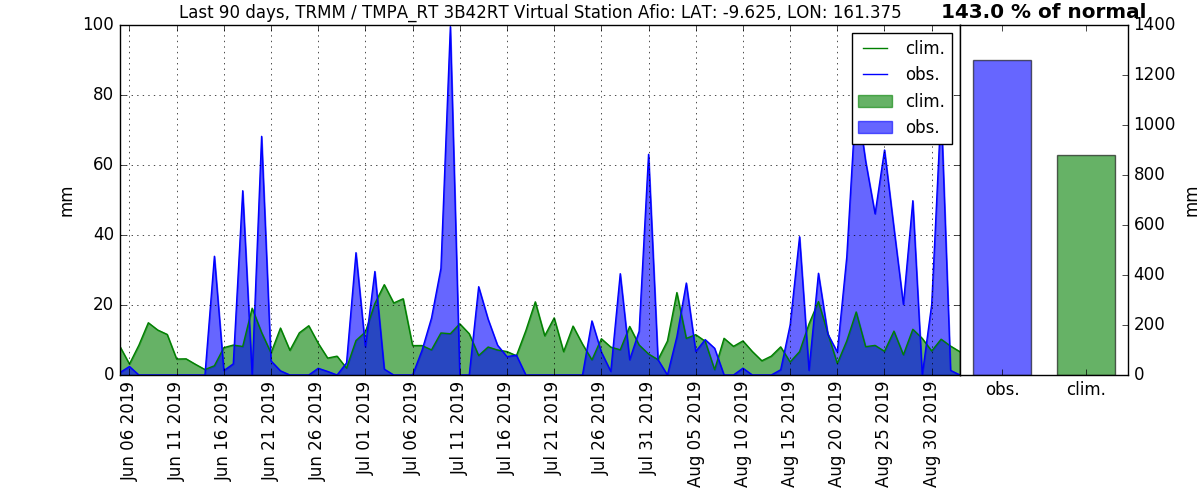 Last 90 days, TRMM / TMPA_RT 3B42RT Virtual Station Afio: LAT: -9.625, LON: 161.375
143.0 % of normal
100
80
60
40
20
0
mm
clim.
obs.
clim.
obs.
1400
1200
1000
800
600
400
200
0
mm
Jun 06 2019
Jun 11 2019
Jun 16 2019
Jun 21 2019
Jun 26 2019
Jul 01 2019
Jul 06 2019
Jul 11 2019
Jul 16 2019
Jul 21 2019
Jul 26 2019
Jul 31 2019
Aug 05 2019
Aug 10 2019
Aug 15 2019
Aug 20 2019
Aug 25 2019
Aug 30 2019
obs.
clim.